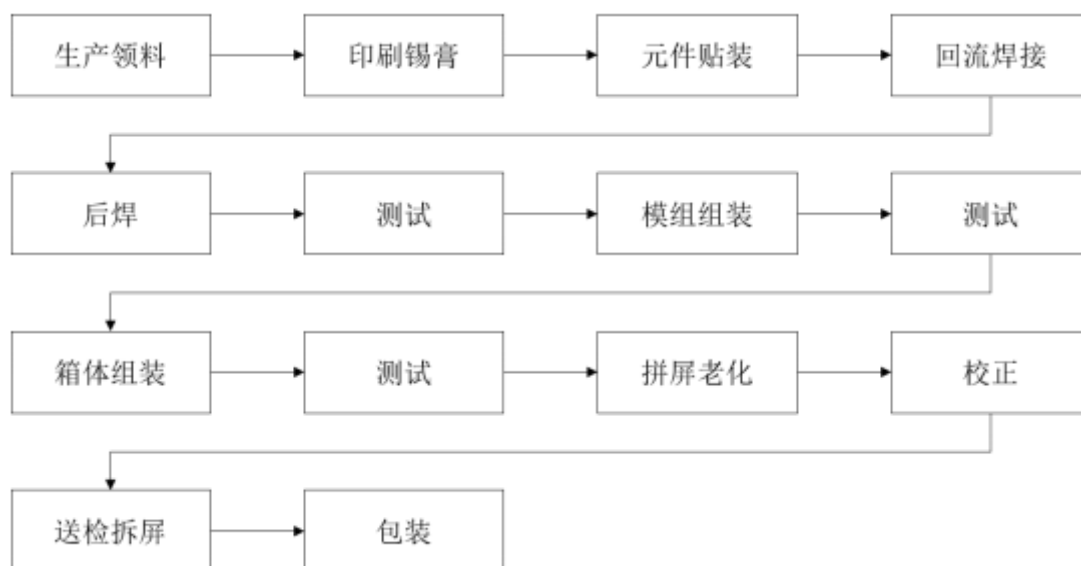 生产领料
印刷锡膏
元件贴装
回流焊接
后焊
测试
模组组装
测试
箱体组装
测试
拼屏老化
校正
送检拆屏
包装